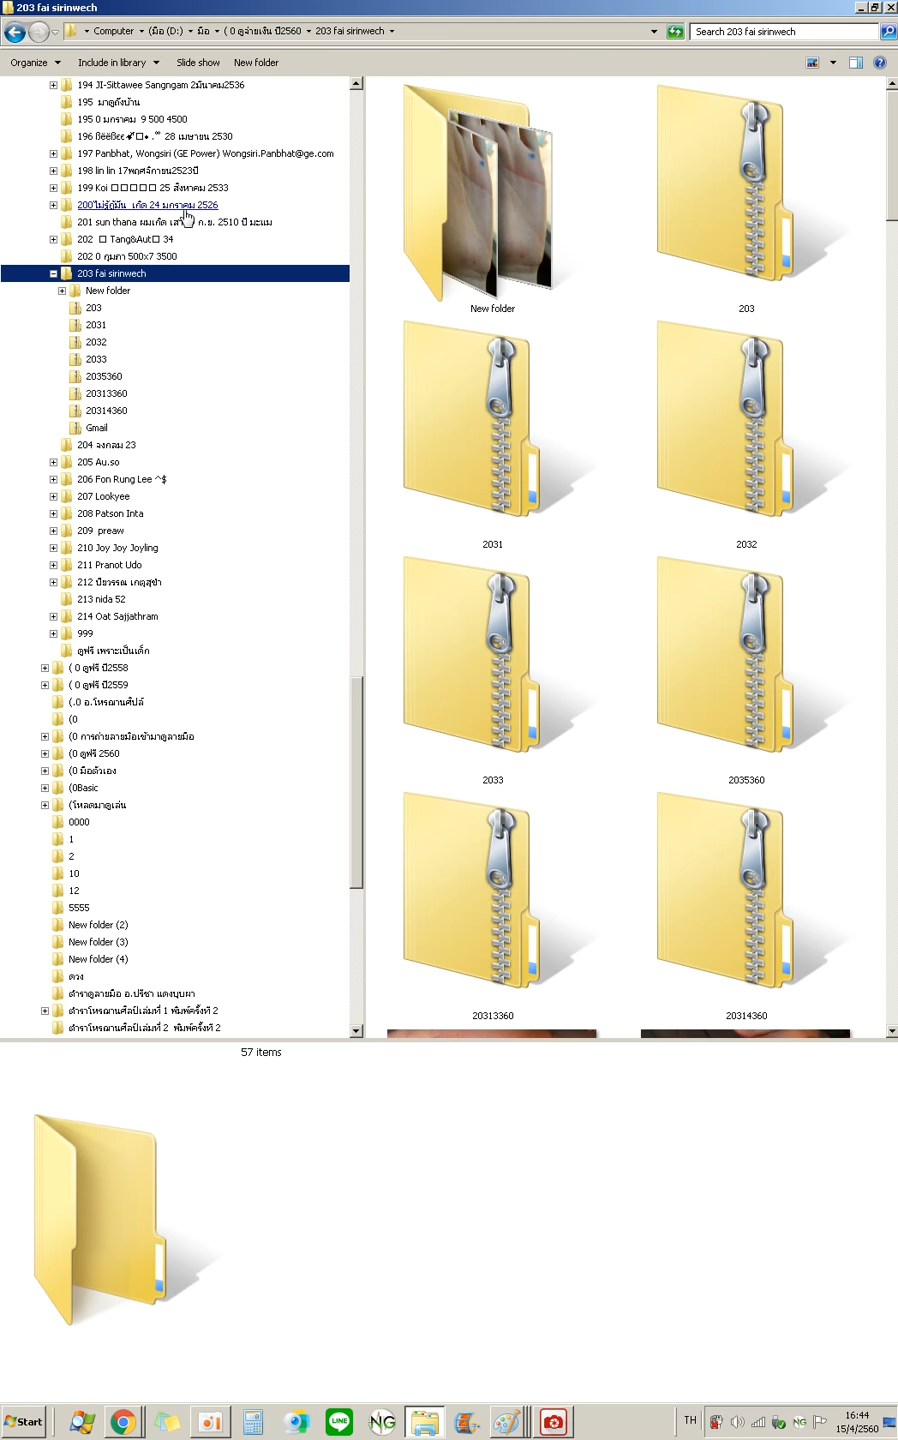 203 fai sirinwech
Computer ▸ มือ (D:) ▸ มือ ▸ ( 0 ดูจ่ายเงิน ปี2560 ▸ 203 fai sirinwech
Search 203 fai sirinwech
Organize Include in library Slide show New folder
194 JI-Sittawee Sangngam 2มีนาคม2536
195 มาดูถึงบ้าน
195 0 มกราคม 9 500 4500
28 เมษายน 2530
197 Panbhat, Wongsiri (GE Power) Wongsiri.Panbhat@ge.com
198 lin lin 17พฤศจิกายน2523ปี
199 Koi □□□□□ 25 สิงหาคม 2533
เกิด 24 มกราคม 2526
201 sun thana ผมเกิด ก.ย. 2510 ปี มะแม
202 □ Tang&Aut□ 34
202 0 กุมภา 500x7 3500
203 fai sirinwech
New folder
203
2031
2032
2033
2035360
20313360
20314360
Gmail
204 จงกลม 23
205 Au.so
206 Fon Rung Lee ^$
207 Lookyee
208 Patson Inta
209 preaw
210 Joy Joy Joyling
211 Pranot Udo
212 ปิยวรรณ เกตุสุขำ
213 nida 52
214 Oat Sajjathram
999
ดูฟรี เพราะเป็นเด็ก
( 0 ดูฟรี ปี2558
( 0 ดูฟรี ปี2559
(.0 อ.โหรฌานศิปล์
(0
(0 การถ่ายลายมือเข้ามาดูลายมือ
(0 ดูฟรี 2560
(0 มือตัวเอง
(0Basic
(โหลดมาดูเล่น
0000
1
2
10
12
5555
New folder (2)
New folder (3)
New folder (4)
ดวง
ตำราดูลายมือ อ.ปรีชา แดงบุบผา
ตำราโหรฌานศิลป์เล่มที่ 1 พิมพ์ครั้งที่ 2
ตำราโหรฌานศิลป์เล่มที่ 2 พิมพ์ครั้งที่ 2
New folder
203
2031
2032
2033
2035360
20313360
20314360
57 items
Start
LINE
NG
TH
NG
16:44
15/4/2560